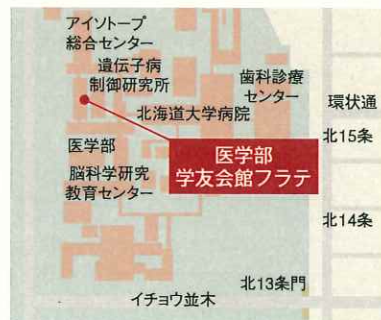 アイソトープ
総合センター
遺伝子病
制御研究所
歯科診療
センター
環状通
北海道大学病院
北15条
医学部
医学部
学友会館フラテ
脳科学研究
教育センター
北14条
北13条門
イチョウ並木